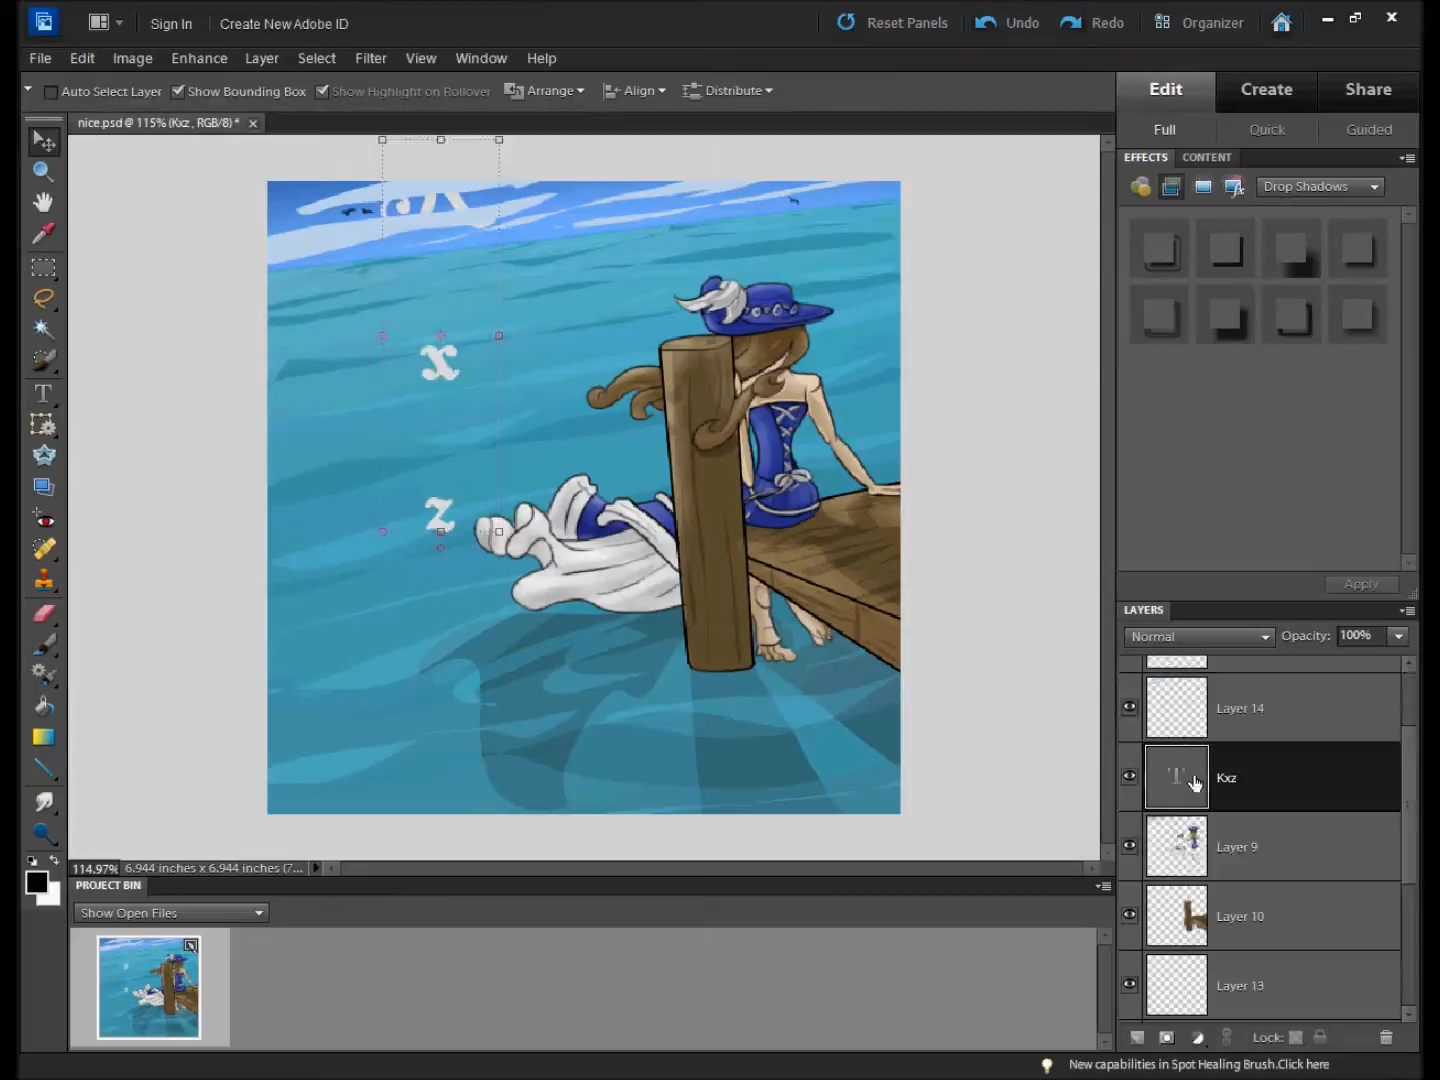 Sign In Create New Adobe ID Reset Panels Undo Redo Organizer
File Edit Image Enhance Layer Select Filter View Window Help
Auto Select Layer Show Bounding Box Show Highlight on Rollover Arrange Align Distribute
Edit Create Share
nice.psd @ 115% (Kxz, RGB/8) *
Full Quick Guided
EFFECTS CONTENT
Drop Shadows
x
z
Apply
LAYERS
Normal Opacity: 100%
Layer 14
T Kxz
Layer 9
114.97% 6.944 inches x 6.944 inches (7...
PROJECT BIN
Show Open Files
Layer 10
Layer 13
Lock:
New capabilities in Spot Healing Brush.Click here